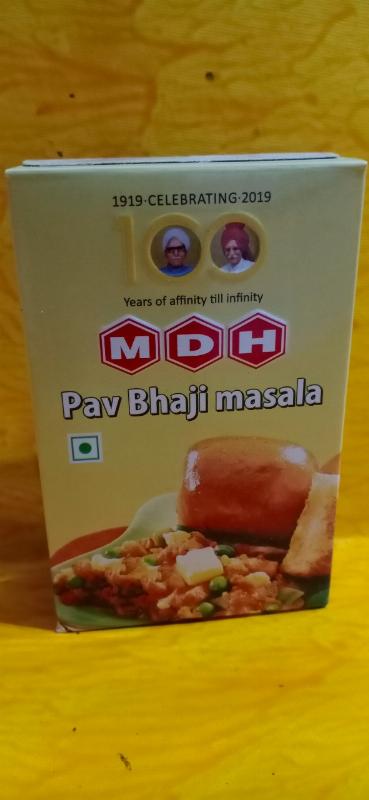 1919·CELEBRATING·2019
100
Years of affinity till infinity
MDH
Pav Bhaji masala